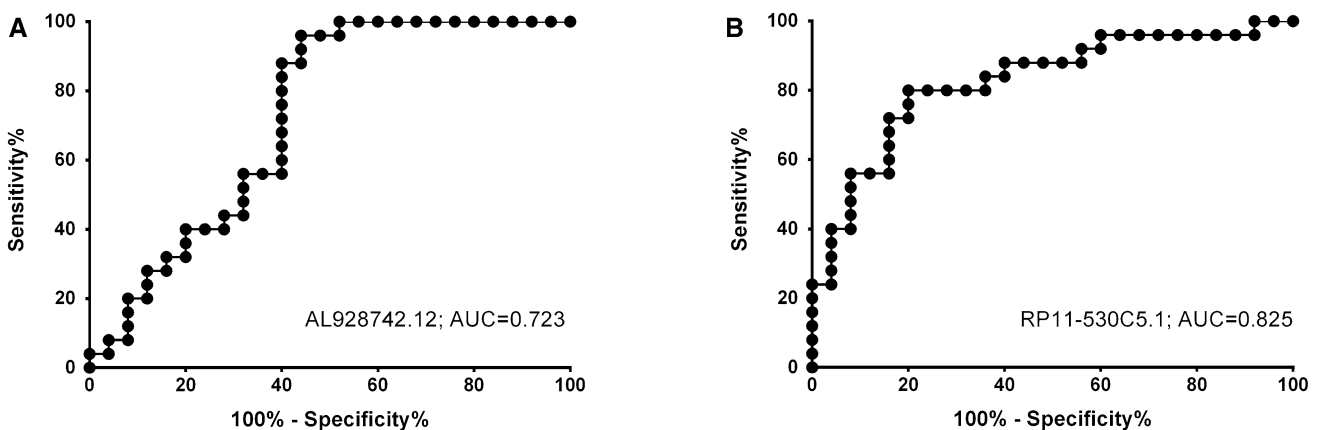 A
Sensitivity%
100
80
60
40
20
0
AL928742.12; AUC=0.723
0 20 40 60 80 100
100% - Specificity%
B
Sensitivity%
100
80
60
40
20
0
RP11-530C5.1; AUC=0.825
0 20 40 60 80 100
100% - Specificity%